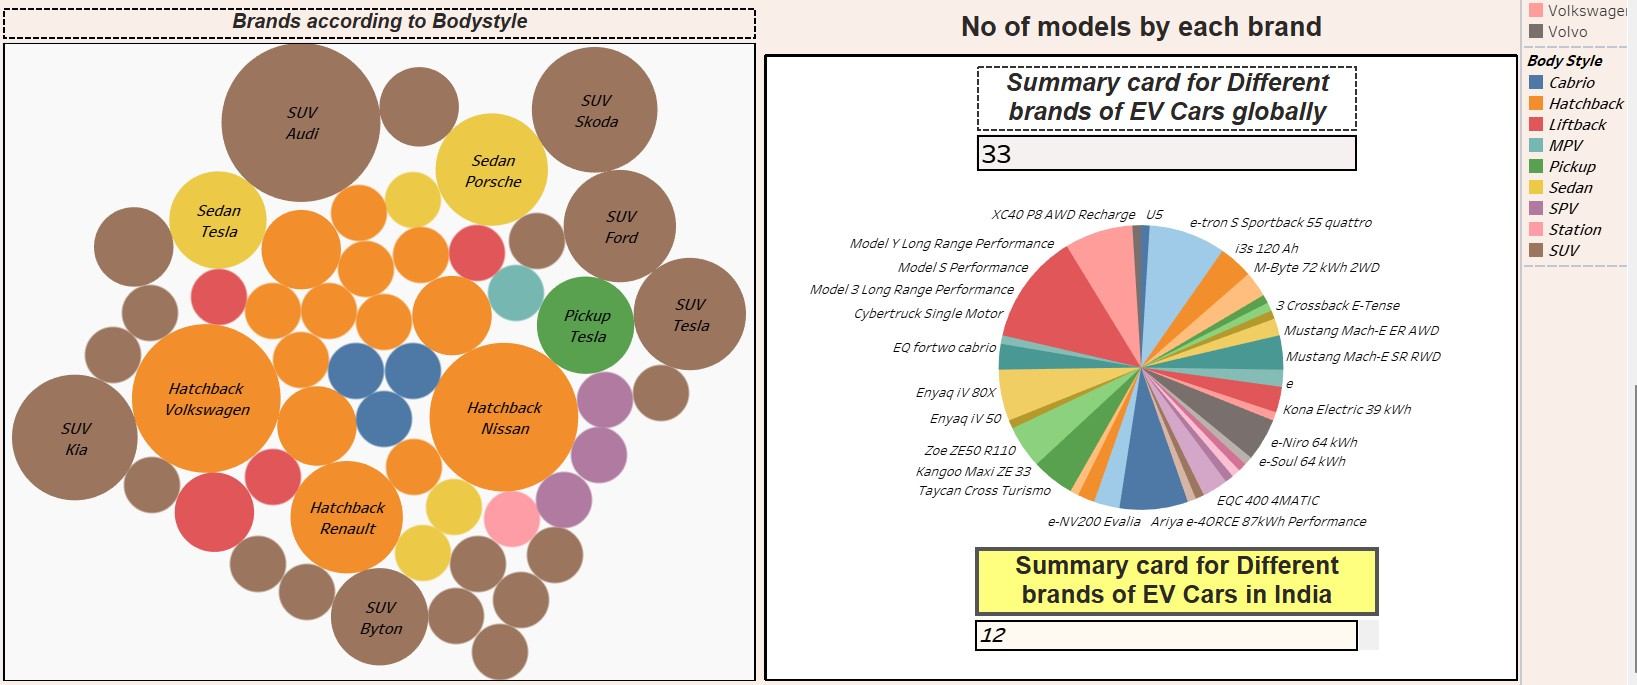 Brands according to Bodystyle
SUV
Audi
SUV
Skoda
Sedan
Porsche
Sedan
Tesla
SUV
Ford
SUV
Tesla
Pickup
Tesla
Hatchback
Volkswagen
Hatchback
Nissan
SUV
Kia
Hatchback
Renault
SUV
Byton
No of models by each brand
Summary card for Different
brands of EV Cars globally
33
XC40 P8 AWD Recharge
U5
e-tron S Sportback 55 quattro
Model Y Long Range Performance
i3s 120 Ah
Model S Performance
M-Byte 72 kWh 2WD
Model 3 Long Range Performance
3 Crossback E-Tense
Cybertruck Single Motor
Mustang Mach-E ER AWD
EQ fortwo cabrio
Mustang Mach-E SR RWD
e
Enyaq iV 80X
Kona Electric 39 kWh
Enyaq iV 50
e-Niro 64 kWh
Zoe ZE50 R110
e-Soul 64 kWh
Kangoo Maxi ZE 33
Taycan Cross Turismo
EQC 400 4MATIC
e-NV200 Evalia
Ariya e-4ORCE 87kWh Performance
Summary card for Different
brands of EV Cars in India
12
Volkswagen
Volvo
Body Style
Cabrio
Hatchback
Liftback
MPV
Pickup
Sedan
SPV
Station
SUV